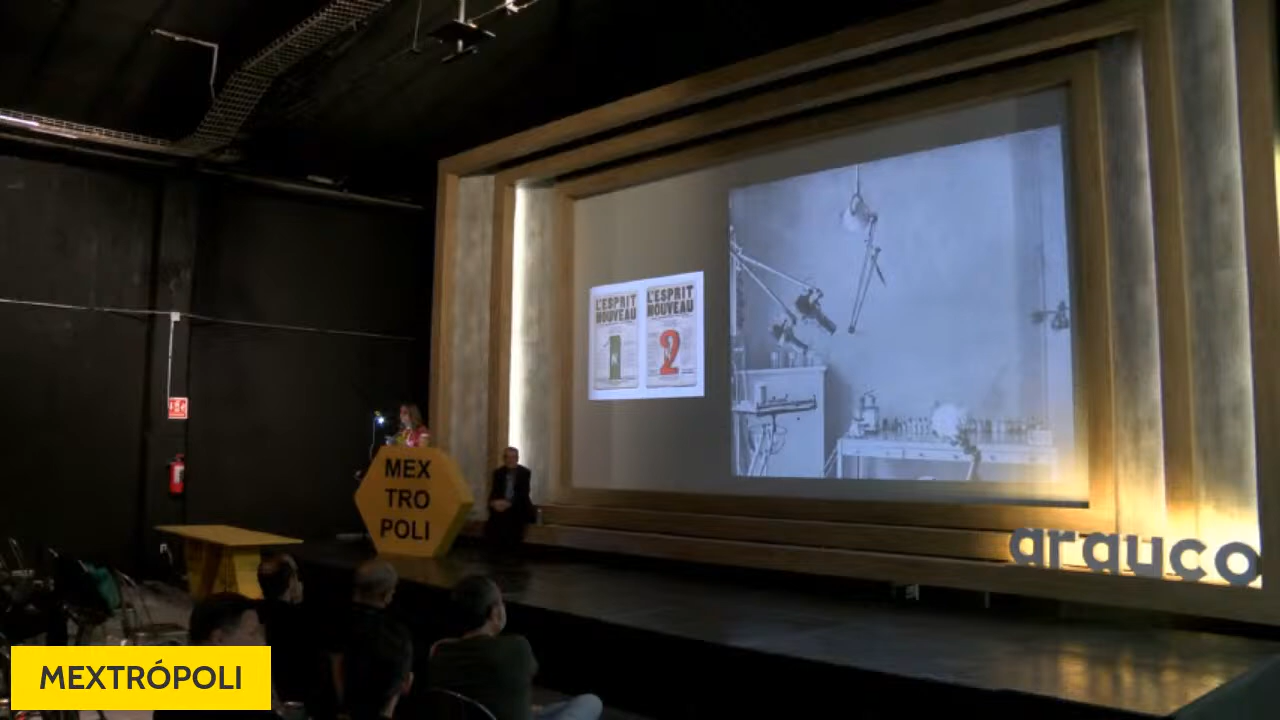 L'ESPRIT
NOUVEAU
1
L'ESPRIT
NOUVEAU
2
MEX
TRO
POLI
arauco
MEXTRÓPOLI